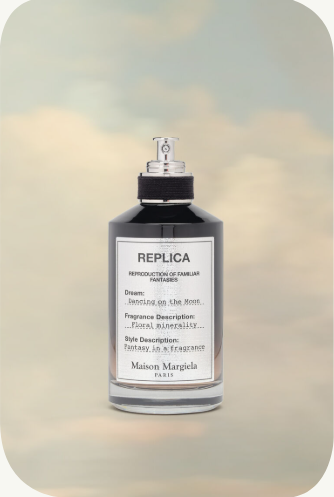 REPLICA
REPRODUCTION OF FAMILIAR
FANTASIES
Dream:
Dancing on the Moon
Fragrance Description:
Floral minerality
Style Description:
Fantasy in a fragrance
Maison Margiela
PARIS